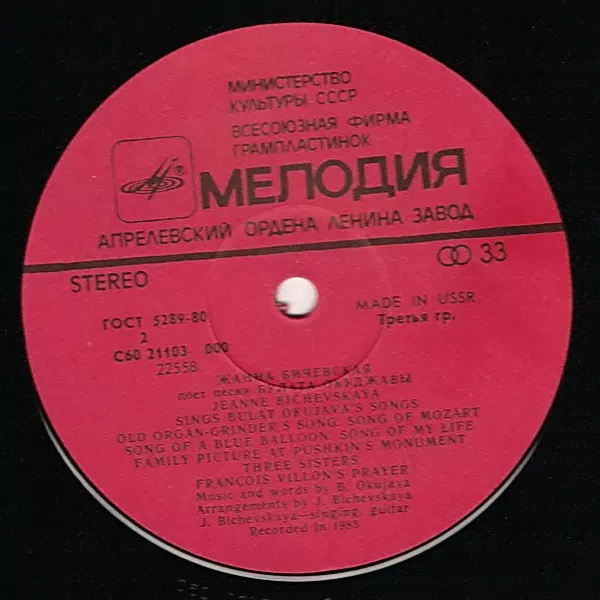 МИНИСТЕРСТВО
КУЛЬТУРЫ СССР
ВСЕСОЮЗНАЯ ФИРМА
ГРАМПЛАСТИНОК
МЕЛОДИЯ
АПРЕЛЕВСКИЙ ОРДЕНА ЛЕНИНА ЗАВОД
STEREO
33
ГОСТ 5289-80
MADE IN USSR
2
Третья гр.
С60 21103 000
22558
ЖАННА БИЧЕВСКАЯ
поет песни БУЛАТА ОКУДЖАВЫ
JEANNE BICHEVSKAYA
SINGS BULAT OKUJAVA'S SONGS
OLD ORGAN-GRINDER'S SONG. SONG OF MOZART
SONG OF A BLUE BALLOON. SONG OF MY LIFE
FAMILY PICTURE AT PUSHKIN'S MONUMENT
THREE SISTERS
FRANÇOIS VILLON'S PRAYER
Music and words by B. Okujava
Arrangements by J. Bichevskaya
J. Bichevskaya—singing, guitar
Recorded in 1983